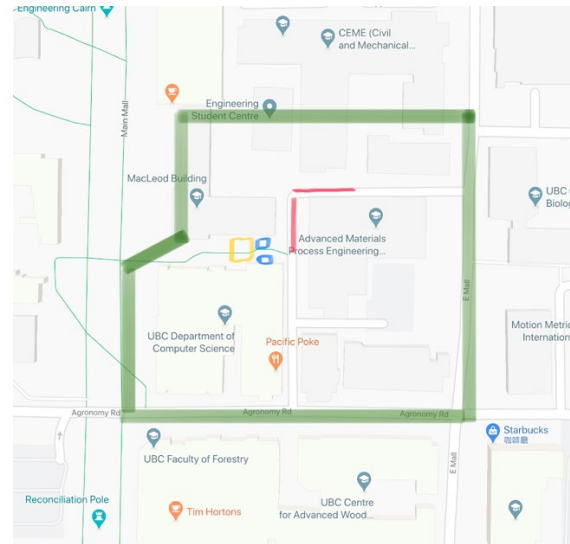 Engineering Cairn
CEME (Civil
and Mechanical...
Main Mall
Engineering
Student Centre
MacLeod Building
UBC
Biolo
Advanced Materials
Process Engineering...
E Mall
UBC Department of
Computer Science
Pacific Poke
Motion Metric
Internation
Agronomy Rd
Agronomy Rd
Agronomy Rd
Starbucks
咖啡廳
UBC Faculty of Forestry
E Mall
Reconciliation Pole
Tim Hortons
UBC Centre
for Advanced Wood...